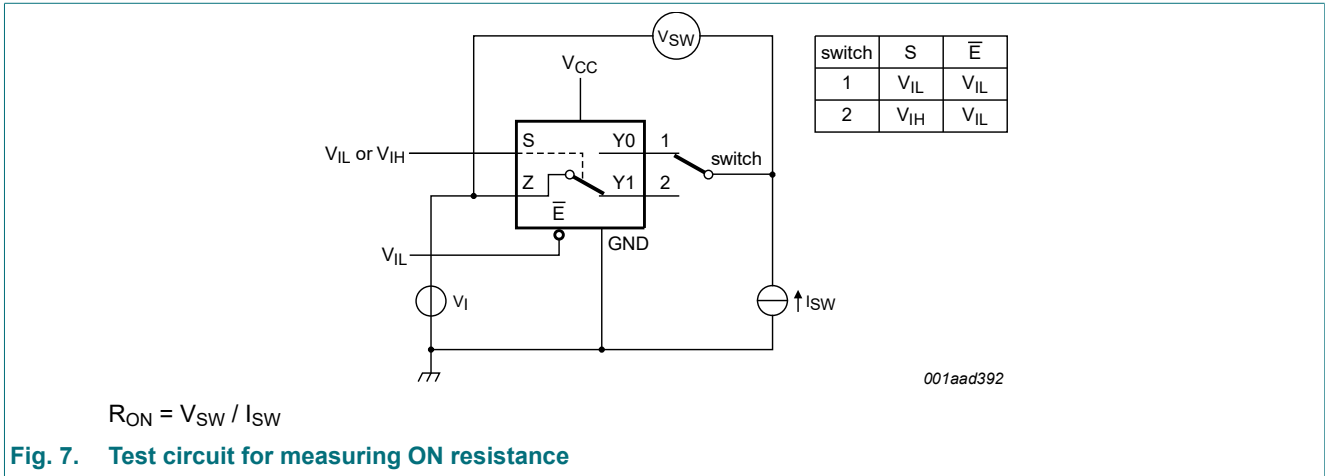 VSW
VCC
switch S E̅
1 VIL VIL
2 VIH VIL
VIL or VIH
S Y0 1
switch
Z Y1 2
E̅
GND
VIL
VI
ISW
001aad392
RON = VSW / ISW
Fig. 7. Test circuit for measuring ON resistance